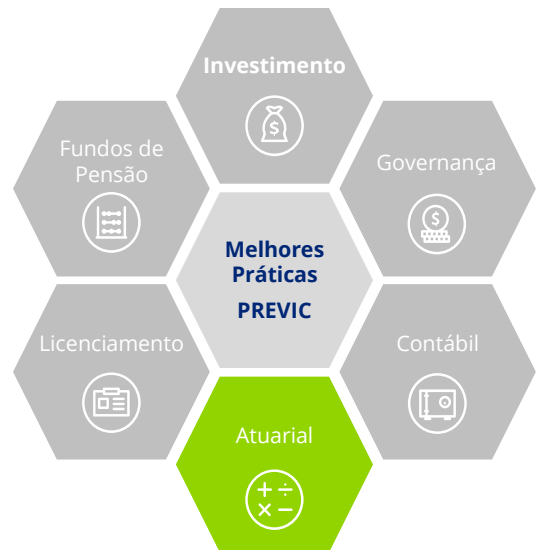 Investimento
Fundos de
Pensão
Governança
Melhores
Práticas
PREVIC
Licenciamento
Contábil
Atuarial